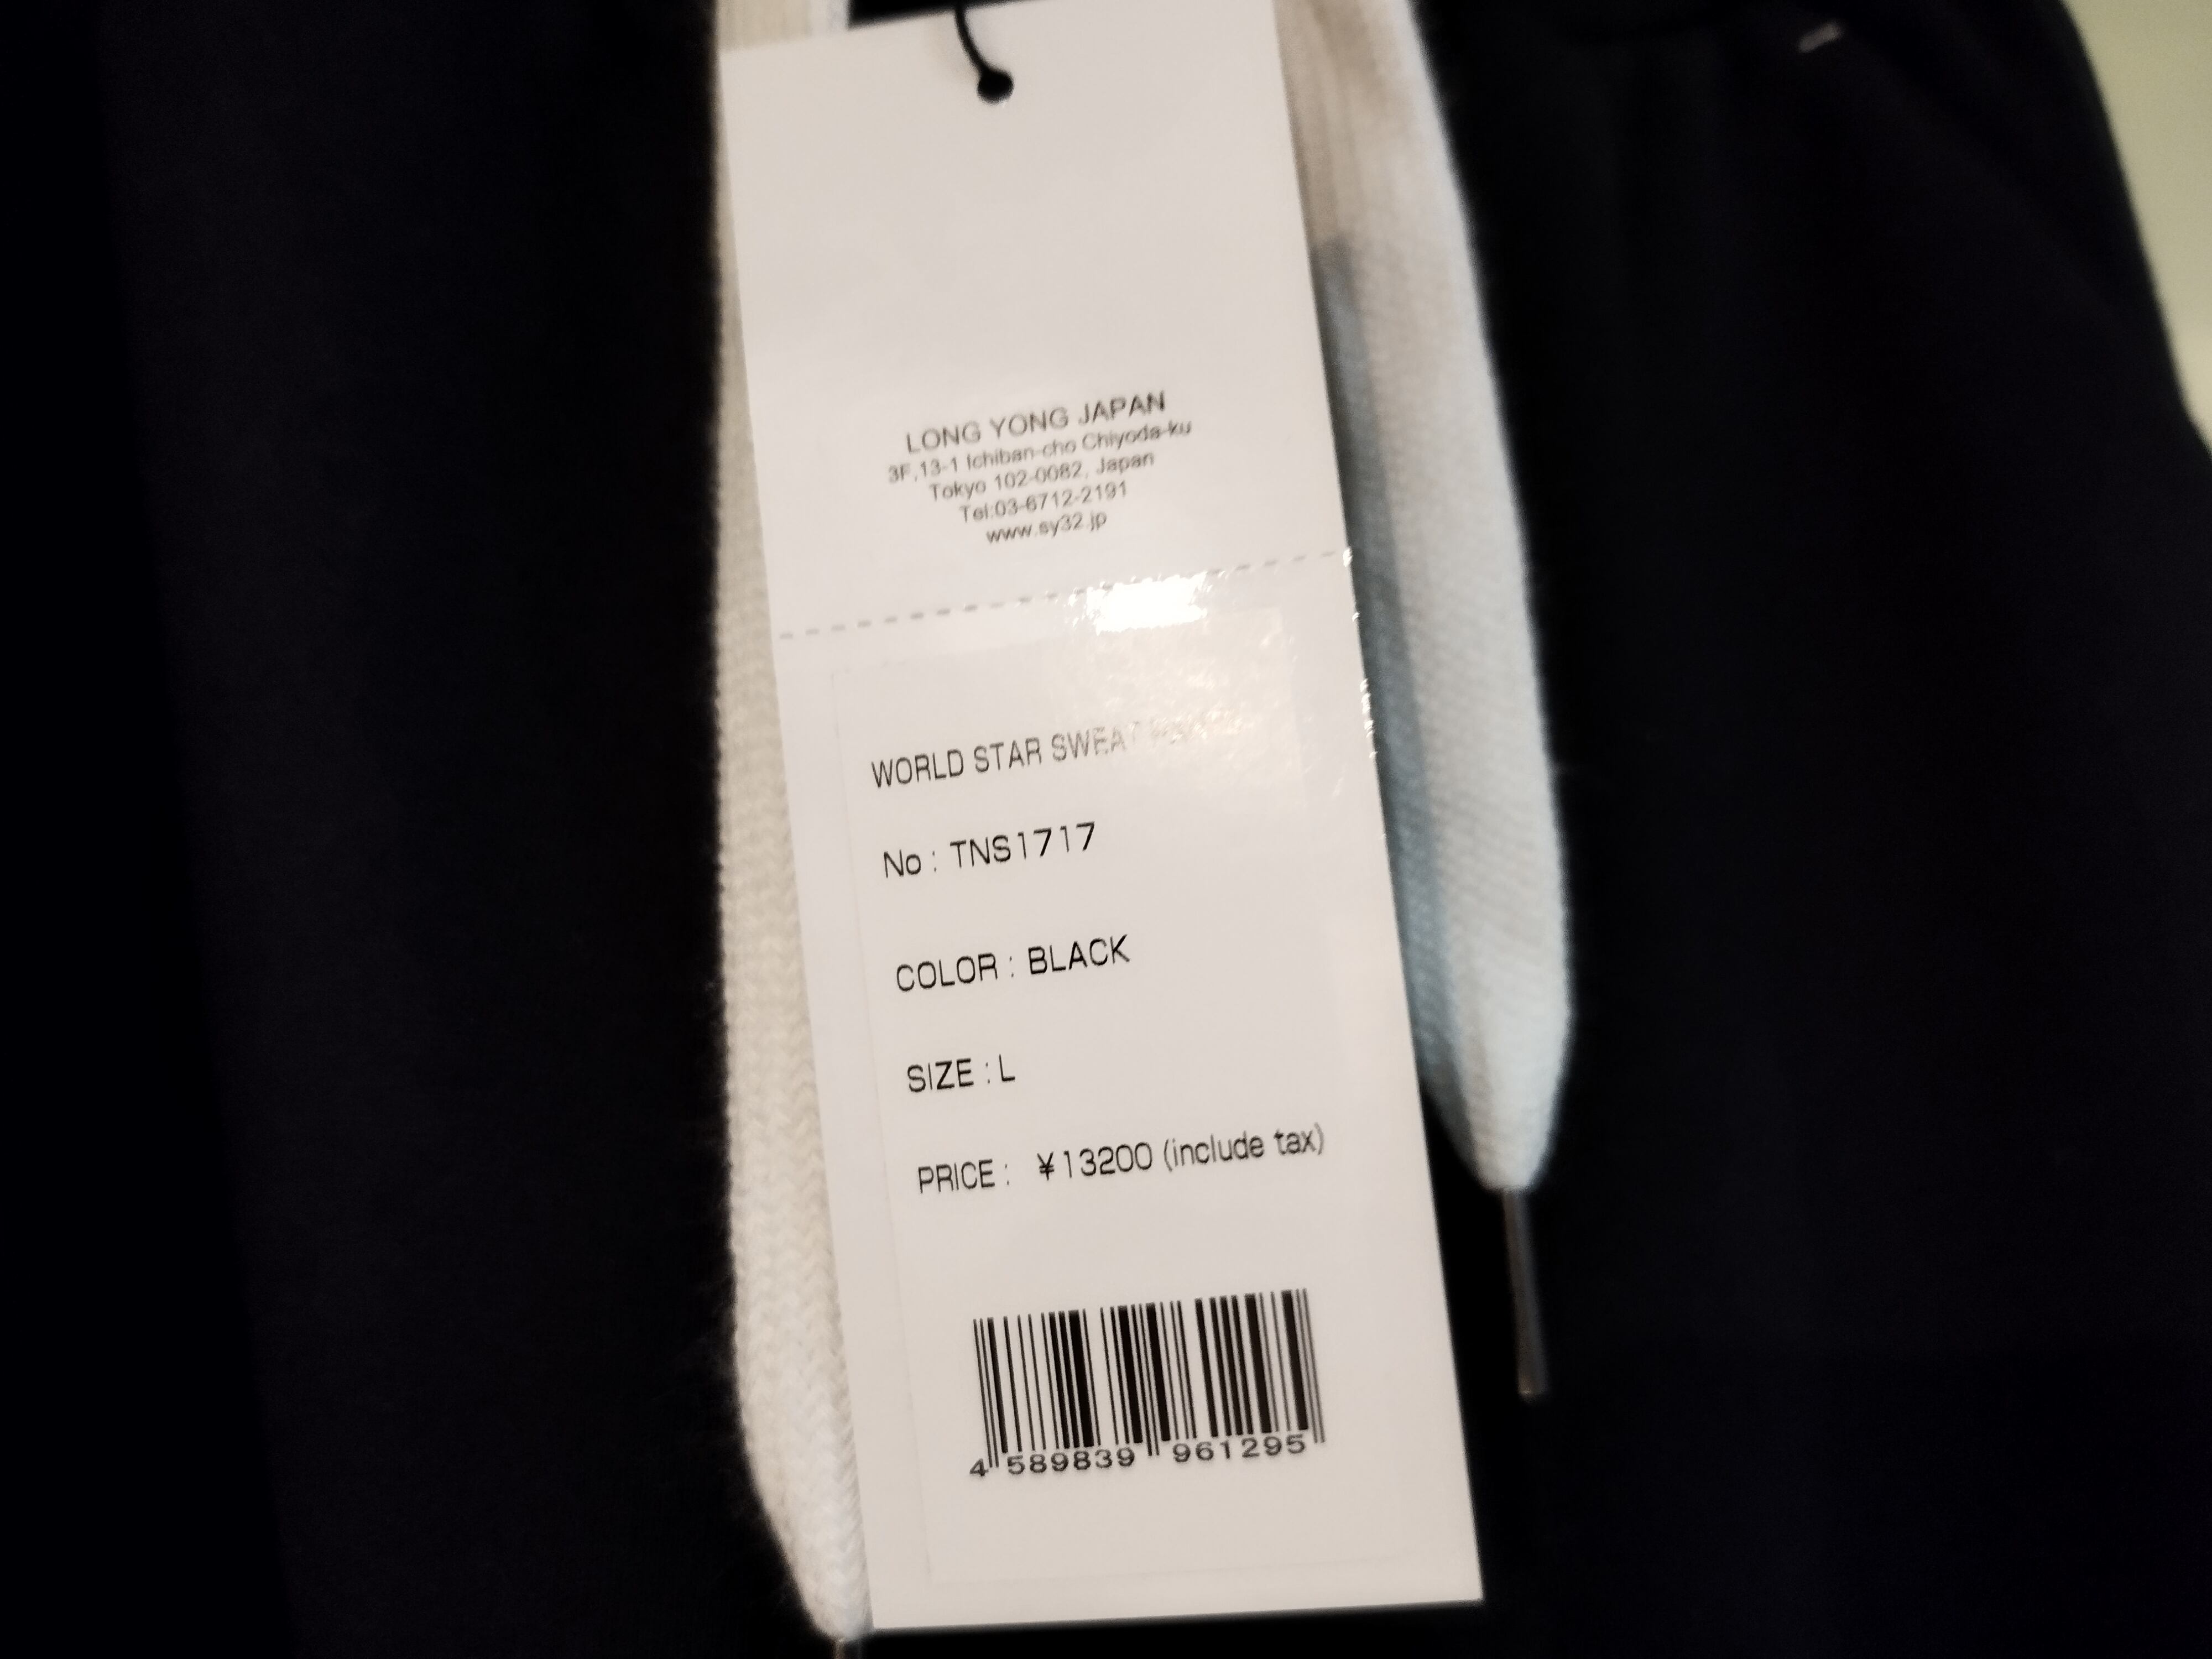 LONG YONG JAPAN
3F,13-1 Ichiban-cho Chiyoda-ku
Tokyo 102-0082, Japan
Tel:03-6712-2191
www.sy32.jp
WORLD STAR SWEAT
No : TNS1717
COLOR : BLACK
SIZE : L
PRICE : ¥13200 (include tax)
4 589839 961295